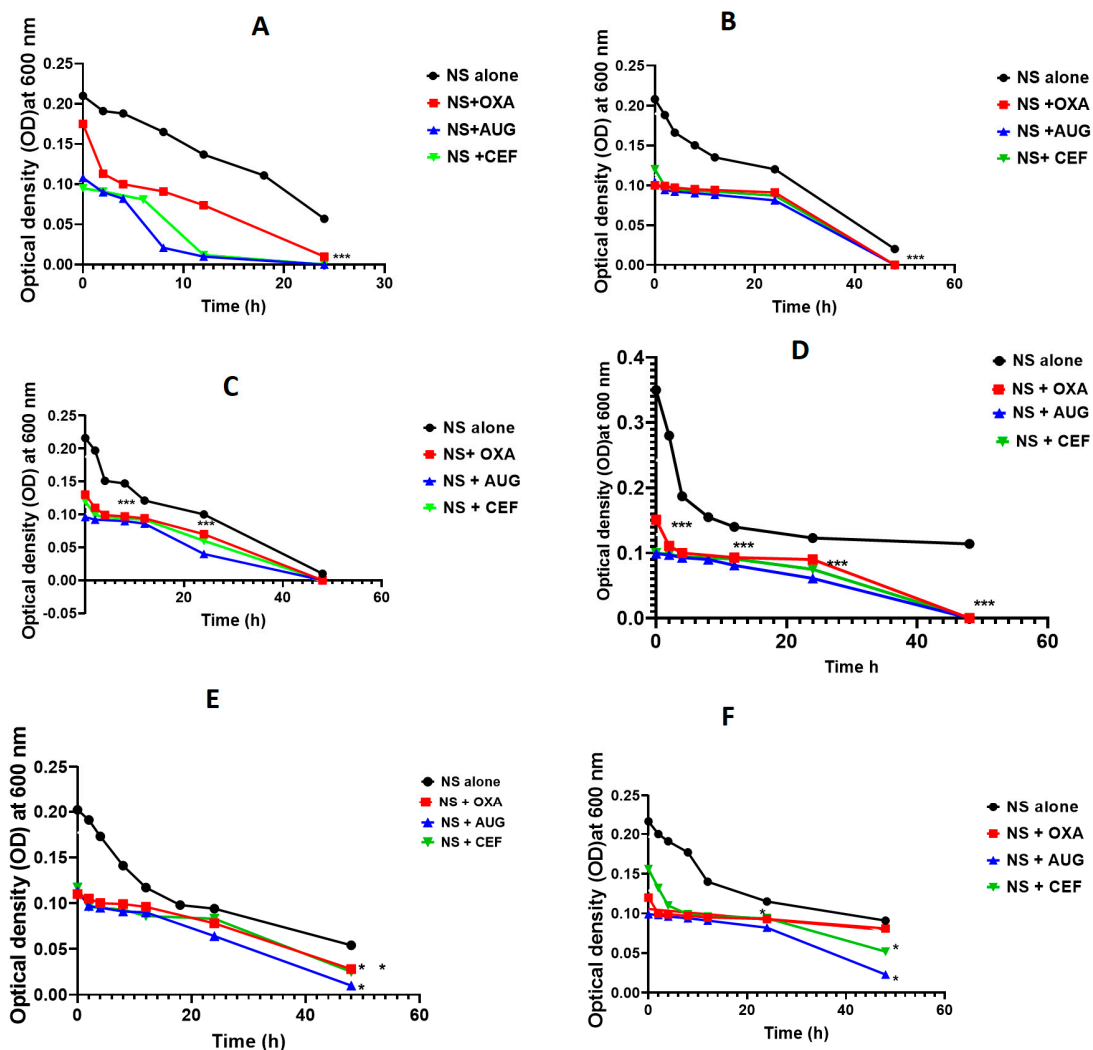 A
Optical density (OD)at 600 nm
0.25
0.20
0.15
0.10
0.05
0.00
0
10
20
30
Time (h)
NS alone
NS+OXA
NS+AUG
NS +CEF
***
B
Optical density (OD)at 600 nm
0.25
0.20
0.15
0.10
0.05
0.00
0
20
40
60
Time (h)
NS alone
NS +OXA
NS +AUG
NS+ CEF
***
C
Optical density (OD) at 600 nm
0.25
0.20
0.15
0.10
0.05
0.00
-0.05
20
40
60
Time (h)
NS alone
NS+ OXA
NS + AUG
NS + CEF
***
***
D
Optical density (OD)at 600 nm
0.4
0.3
0.2
0.1
0.0
0
20
40
60
Time h
NS alone
NS + OXA
NS + AUG
NS + CEF
***
***
***
***
E
Optical density (OD) at 600 nm
0.25
0.20
0.15
0.10
0.05
0.00
0
20
40
60
Time (h)
NS alone
NS + OXA
NS + AUG
NS + CEF
* *
*
F
Optical density (OD)at 600 nm
0.25
0.20
0.15
0.10
0.05
0.00
0
20
40
60
Time (h)
NS alone
NS + OXA
NS + AUG
NS + CEF
*
*
*